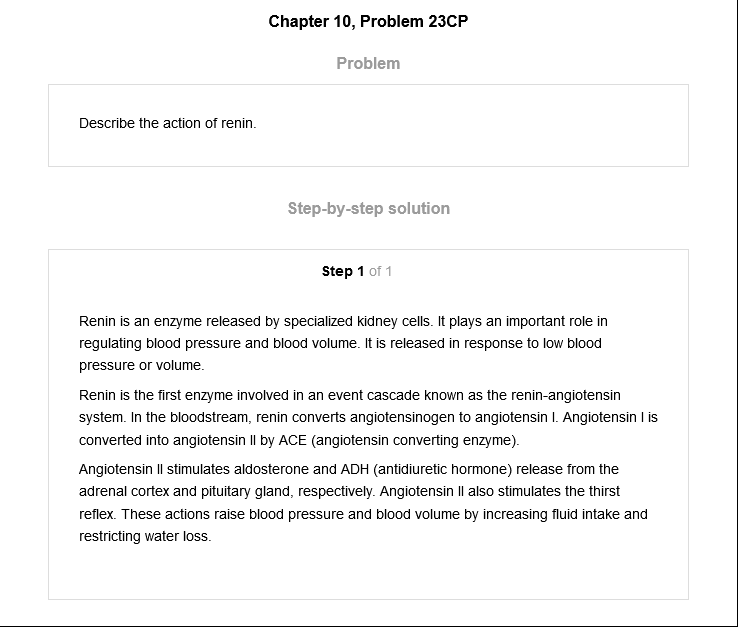 Chapter 10, Problem 23CP
Problem
Describe the action of renin.
Step-by-step solution
Step 1 of 1
Renin is an enzyme released by specialized kidney cells. It plays an important role in
regulating blood pressure and blood volume. It is released in response to low blood
pressure or volume.
Renin is the first enzyme involved in an event cascade known as the renin-angiotensin
system. In the bloodstream, renin converts angiotensinogen to angiotensin I. Angiotensin I is
converted into angiotensin II by ACE (angiotensin converting enzyme).
Angiotensin II stimulates aldosterone and ADH (antidiuretic hormone) release from the
adrenal cortex and pituitary gland, respectively. Angiotensin II also stimulates the thirst
reflex. These actions raise blood pressure and blood volume by increasing fluid intake and
restricting water loss.